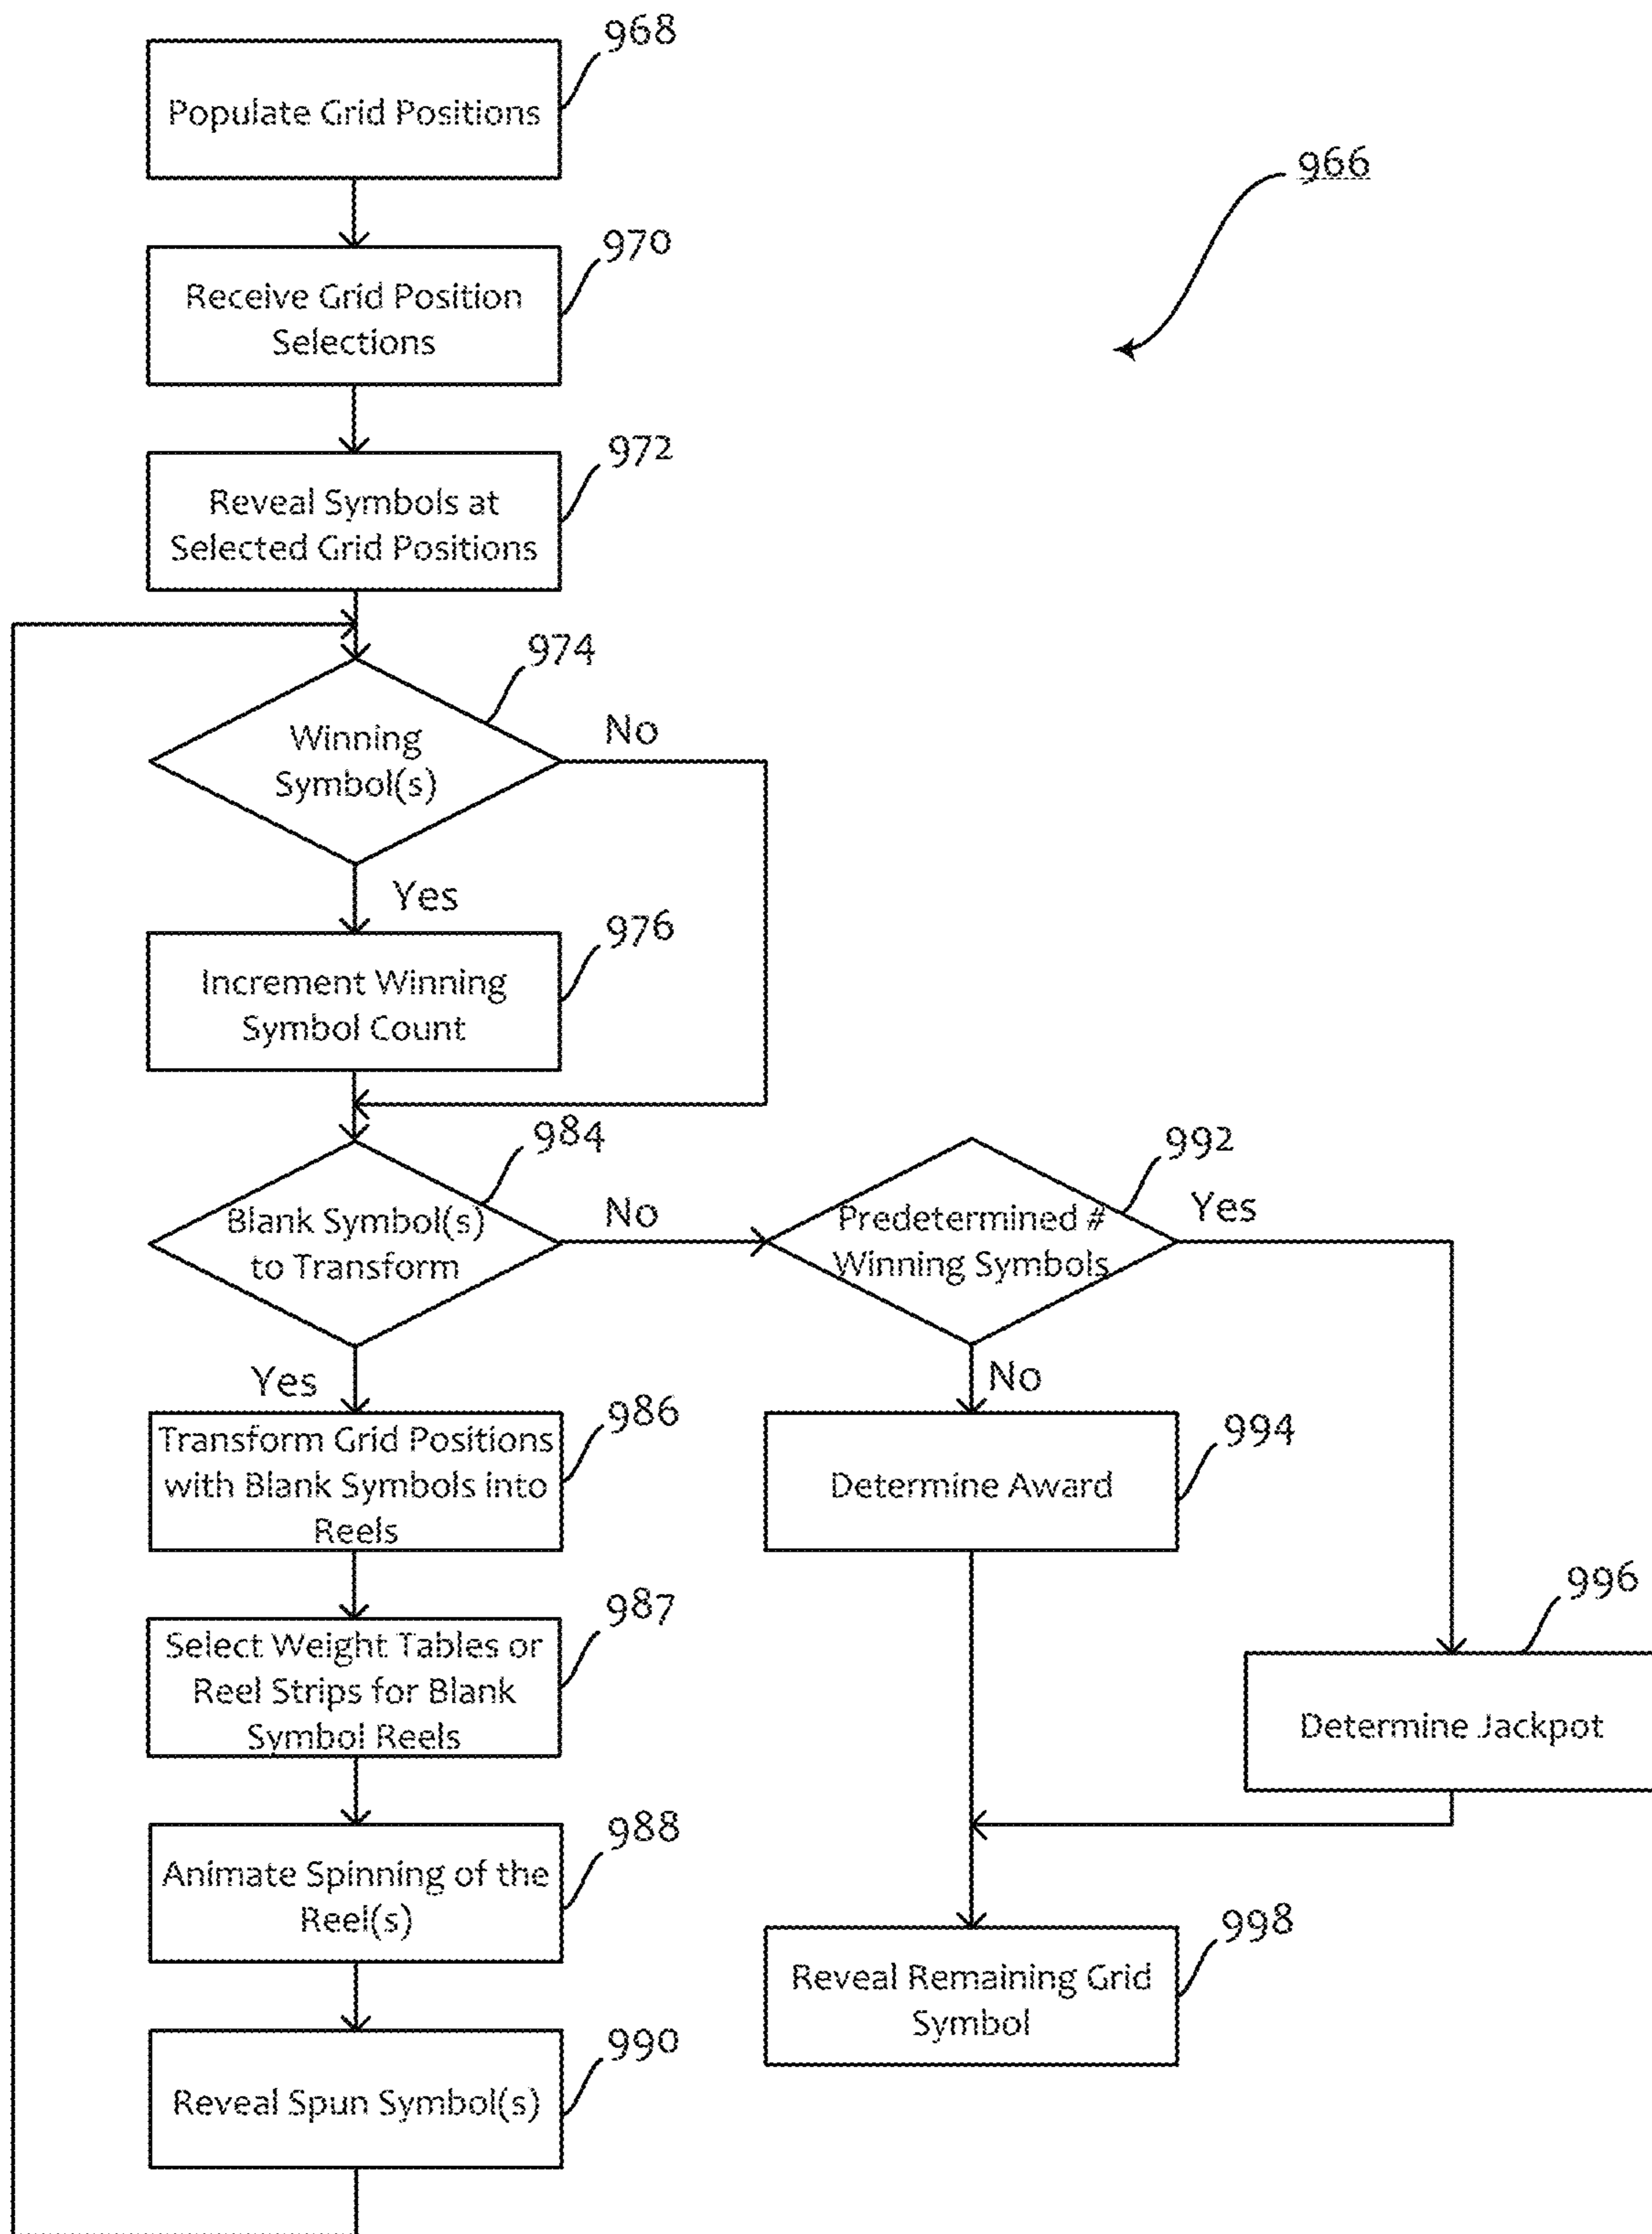 968
Populate Grid Positions
966
970
Receive Grid Position
Selections
972
Reveal Symbols at
Selected Grid Positions
974
Winning
Symbol(s)
No
Yes
976
Increment Winning
Symbol Count
984
Blank Symbol(s)
to Transform
No
992
Predetermined #
Winning Symbols
Yes
Yes
No
986
Transform Grid Positions
with Blank Symbols into
Reels
994
Determine Award
987
Select Weight Tables or
Reel Strips for Blank
Symbol Reels
996
Determine Jackpot
988
Animate Spinning of the
Reel(s)
998
Reveal Remaining Grid
Symbol
990
Reveal Spun Symbol(s)